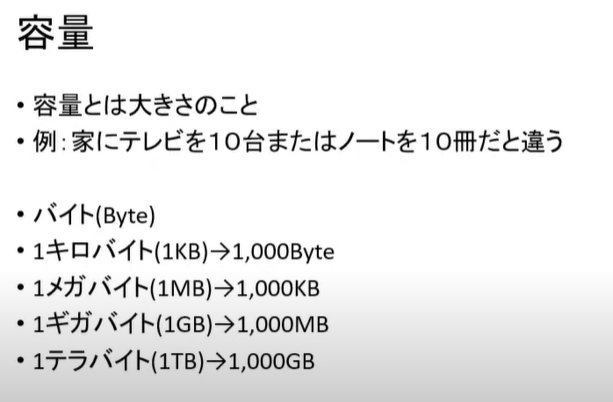 容量
• 容量とは大きさのこと
• 例：家にテレビを１０台またはノートを１０冊だと違う
• バイト(Byte)
• 1キロバイト(1KB)→1,000Byte
• 1メガバイト(1MB)→1,000KB
• 1ギガバイト(1GB)→1,000MB
• 1テラバイト(1TB)→1,000GB